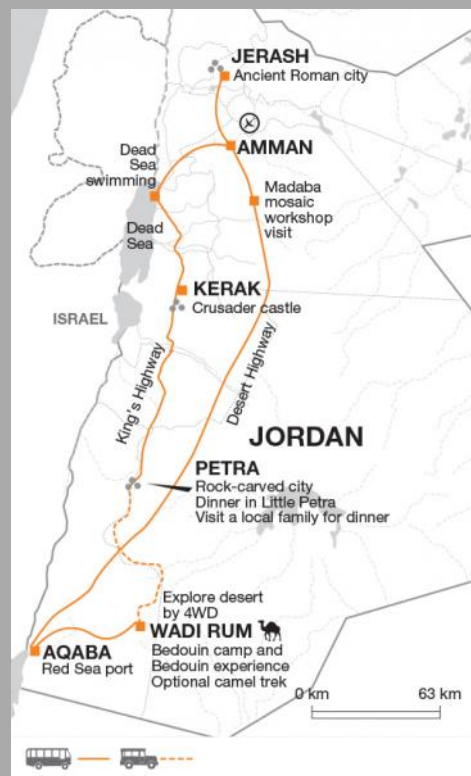 JERASH
Ancient Roman city
AMMAN
Dead
Sea
swimming
Madaba
mosaic
workshop
visit
Dead
Sea
KERAK
Crusader castle
ISRAEL
King's Highway
Desert Highway
JORDAN
PETRA
Rock-carved city
Dinner in Little Petra
Visit a local family for dinner
Explore desert
by 4WD
WADI RUM
Bedouin camp and
Bedouin experience
Optional camel trek
AQABA
Red Sea port
0 km
63 km